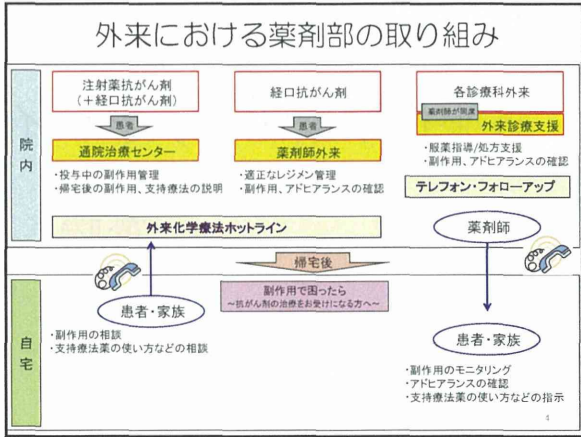 外来における薬剤部の取り組み
院内
注射薬抗がん剤
(+経口抗がん剤)
患者
通院治療センター
・投与中の副作用管理
・帰宅後の副作用、支持療法の説明
経口抗がん剤
患者
薬剤師外来
・適正なレジメン管理
・副作用、アドヒアランスの確認
各診療科外来
薬剤師が同席
外来診療支援
・服薬指導/処方支援
・副作用、アドヒアランスの確認
テレフォン・フォローアップ
外来化学療法ホットライン
薬剤師
帰宅後
自宅
副作用で困ったら
~抗がん剤の治療をお受けになる方へ~
患者・家族
・副作用の相談
・支持療法薬の使い方などの相談
患者・家族
・副作用のモニタリング
・アドヒアランスの確認
・支持療法薬の使い方などの指示